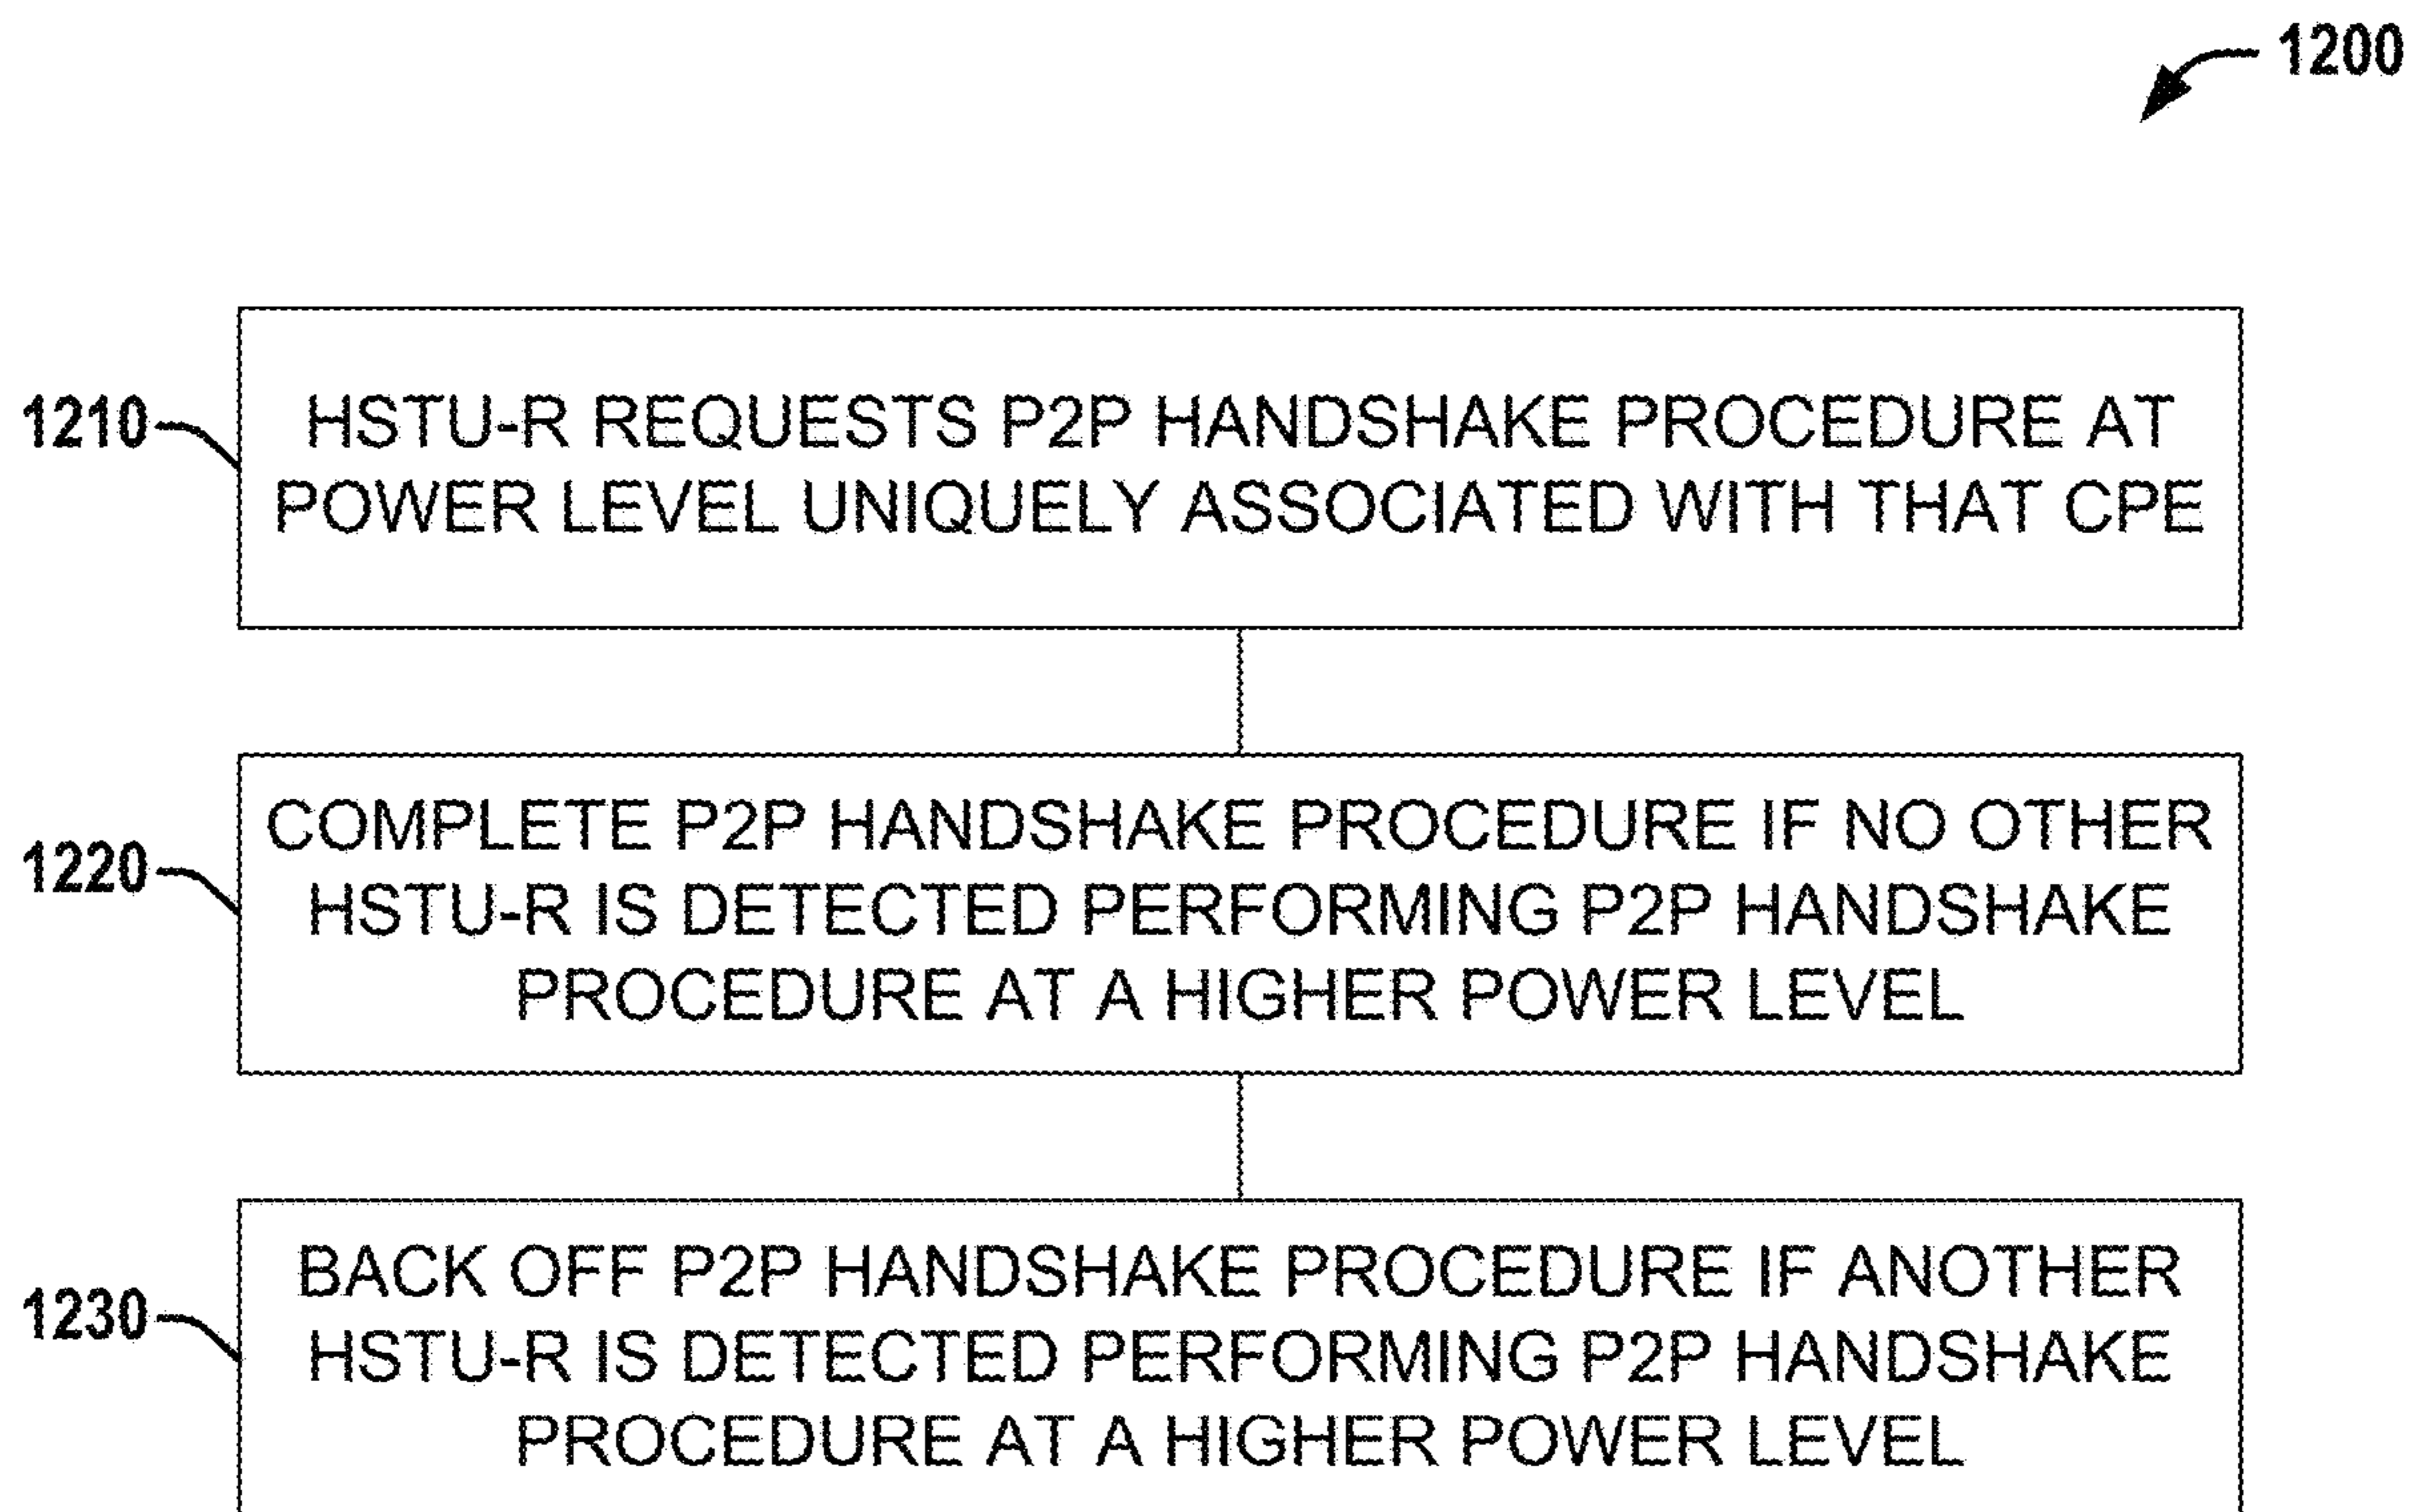 1200
1210
HSTU-R REQUESTS P2P HANDSHAKE PROCEDURE AT
POWER LEVEL UNIQUELY ASSOCIATED WITH THAT CPE
1220
COMPLETE P2P HANDSHAKE PROCEDURE IF NO OTHER
HSTU-R IS DETECTED PERFORMING P2P HANDSHAKE
PROCEDURE AT A HIGHER POWER LEVEL
1230
BACK OFF P2P HANDSHAKE PROCEDURE IF ANOTHER
HSTU-R IS DETECTED PERFORMING P2P HANDSHAKE
PROCEDURE AT A HIGHER POWER LEVEL